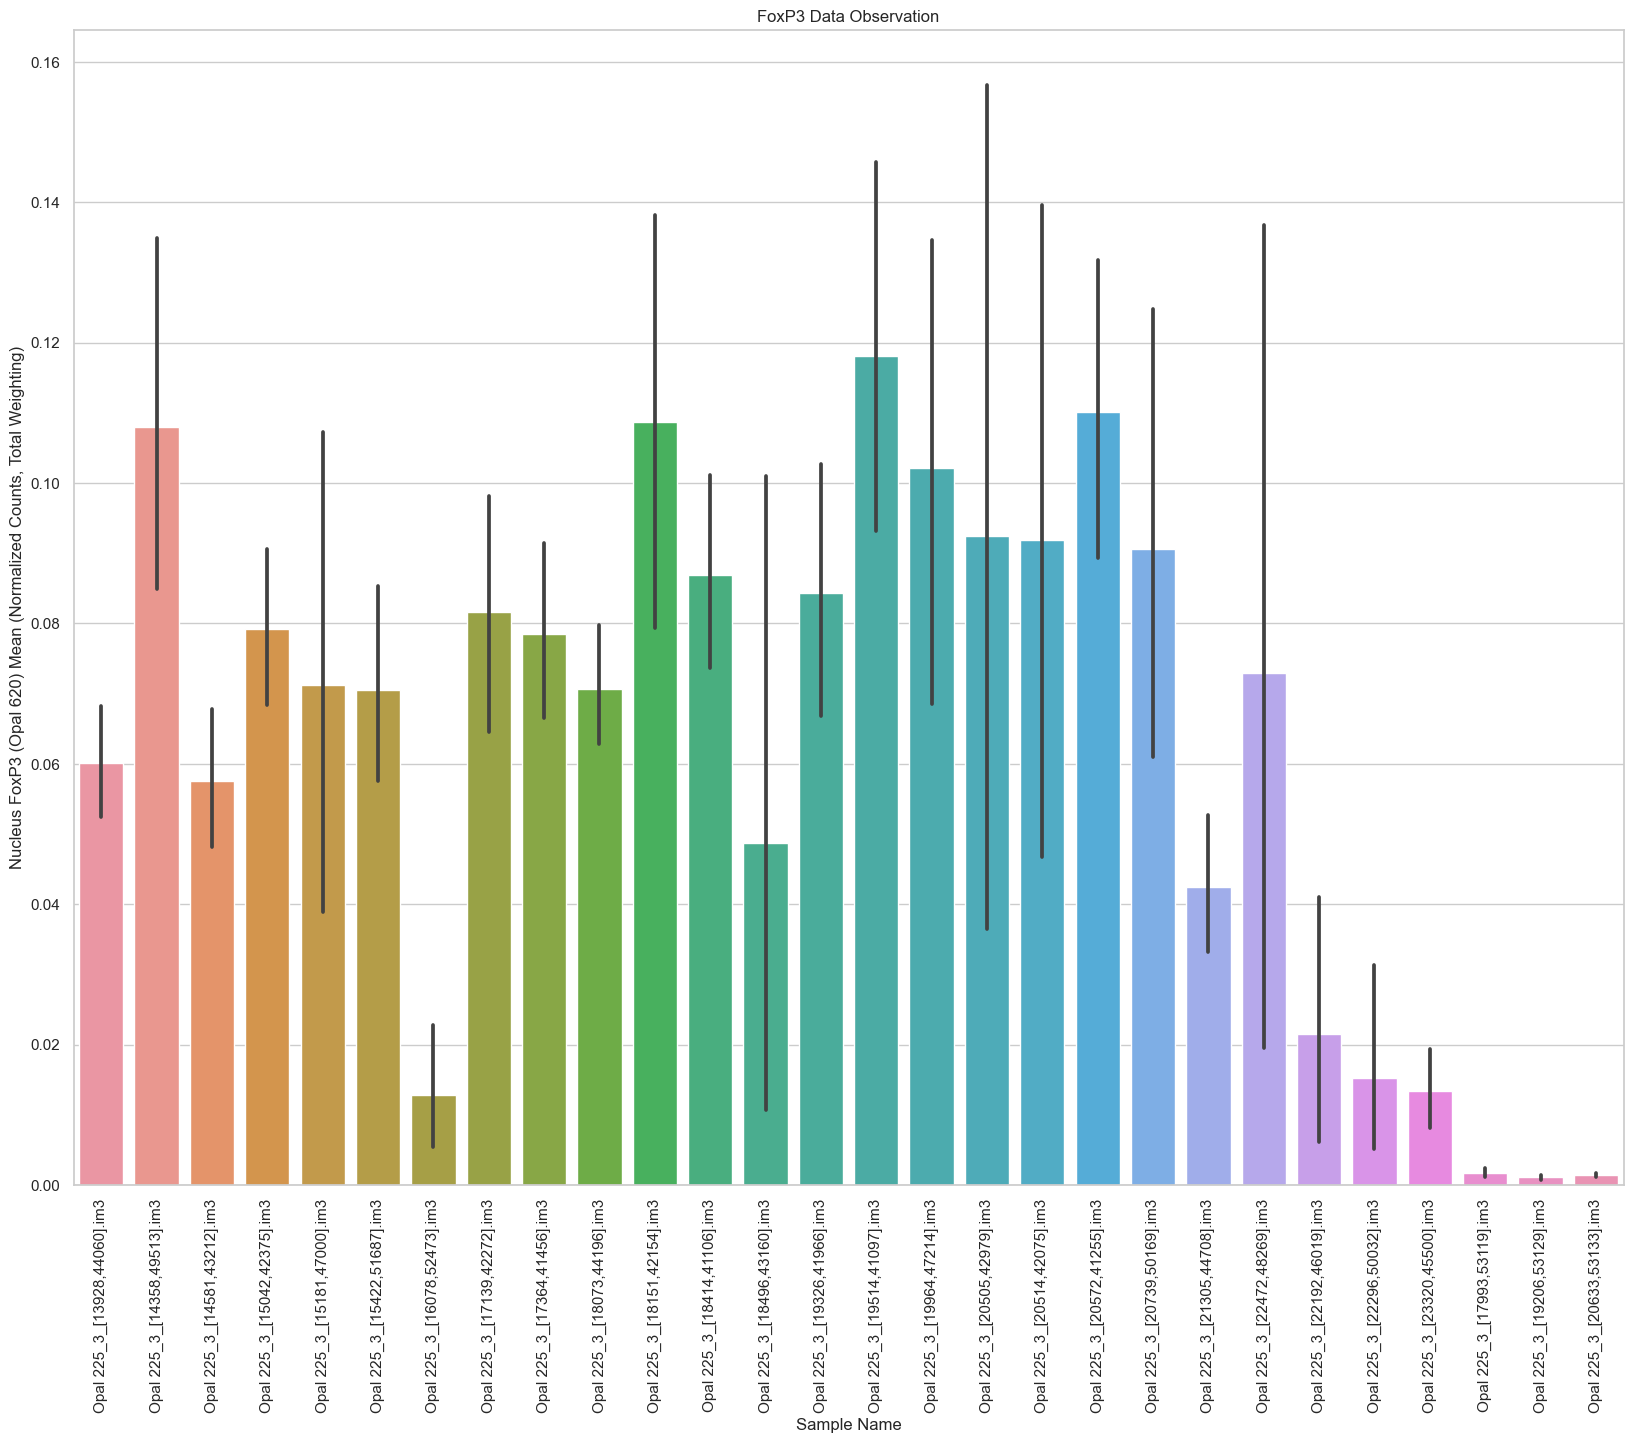 FoxP3 Data Observation
Nucleus FoxP3 (Opal 620) Mean (Normalized Counts, Total Weighting)
0.16
0.14
0.12
0.10
0.08
0.06
0.04
0.02
0.00
Opal 225_3_[13928,44060].im3
Opal 225_3_[14358,49513].im3
Opal 225_3_[14581,43212].im3
Opal 225_3_[15042,42375].im3
Opal 225_3_[15181,47000].im3
Opal 225_3_[15422,51687].im3
Opal 225_3_[16078,52473].im3
Opal 225_3_[17139,42272].im3
Opal 225_3_[17364,41456].im3
Opal 225_3_[18073,44196].im3
Opal 225_3_[18151,42154].im3
Opal 225_3_[18414,41106].im3
Opal 225_3_[18496,43160].im3
Opal 225_3_[19326,41966].im3
Opal 225_3_[19514,41097].im3
Opal 225_3_[19964,47214].im3
Opal 225_3_[20505,42979].im3
Opal 225_3_[20514,42075].im3
Opal 225_3_[20572,41255].im3
Opal 225_3_[20739,50169].im3
Opal 225_3_[21305,44708].im3
Opal 225_3_[22472,48269].im3
Opal 225_3_[22192,46019].im3
Opal 225_3_[22296,50032].im3
Opal 225_3_[23320,45500].im3
Opal 225_3_[17993,53119].im3
Opal 225_3_[19206,53129].im3
Opal 225_3_[20633,53133].im3
Sample Name